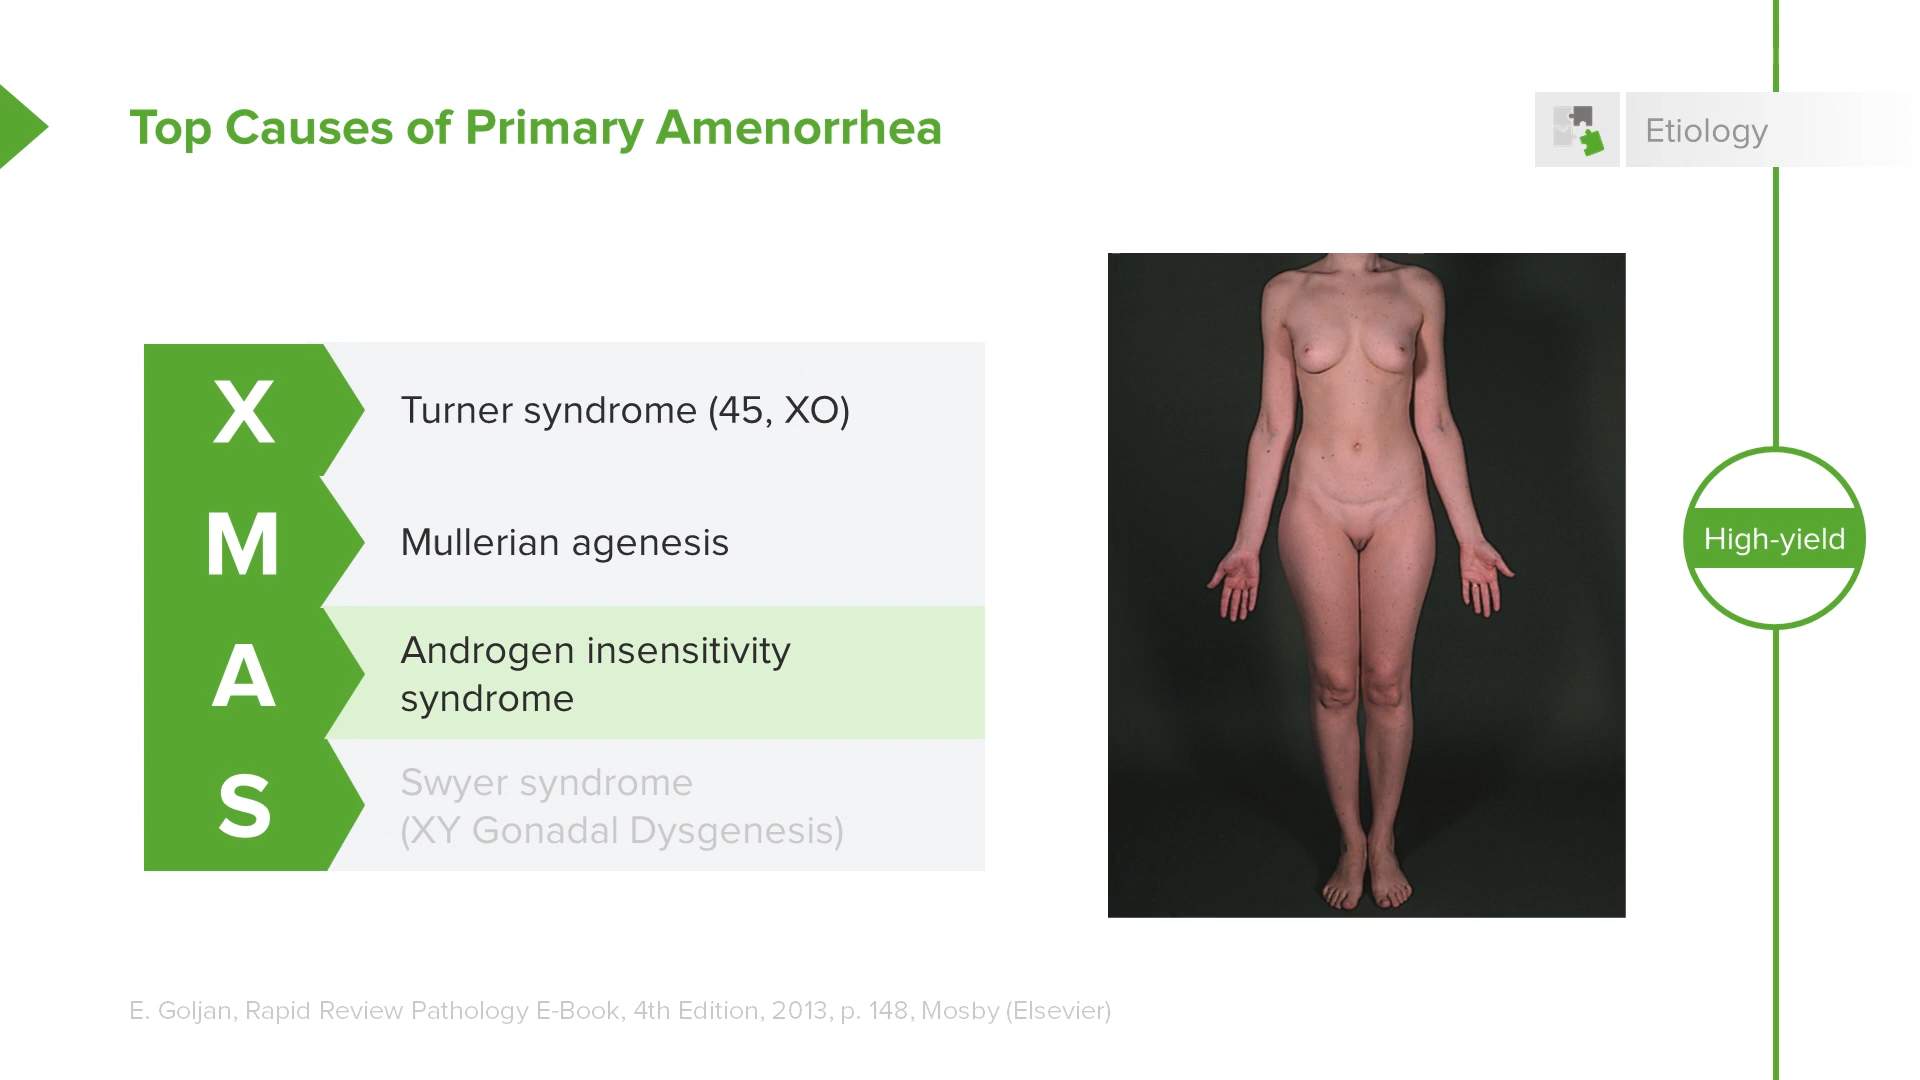 Top Causes of Primary Amenorrhea
Etiology
X
Turner syndrome (45, XO)
M
Mullerian agenesis
A
Androgen insensitivity
syndrome
S
Swyer syndrome
(XY Gonadal Dysgenesis)
High-yield
E. Goljan, Rapid Review Pathology E-Book, 4th Edition, 2013, p. 148, Mosby (Elsevier)